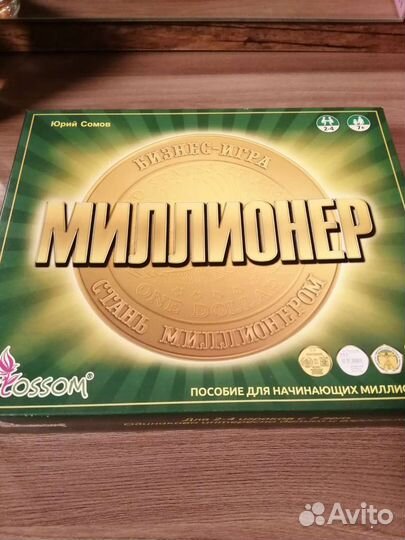 Юрий Сомов
2-4
7+
БИЗНЕС-ИГРА
МИЛЛИОНЕР
ONE DOLLAR
СТАНЬ МИЛЛИОНЕРОМ
OSSOM®
ПОСОБИЕ ДЛЯ НАЧИНАЮЩИХ МИЛЛИО
Avito